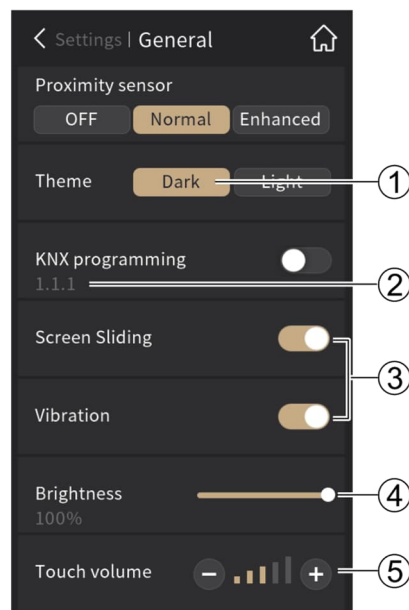 Settings | General
Proximity sensor
OFF Normal Enhanced
Theme Dark Light
1
KNX programming
1.1.1
2
Screen Sliding
3
Vibration
Brightness
4
100%
Touch volume
5